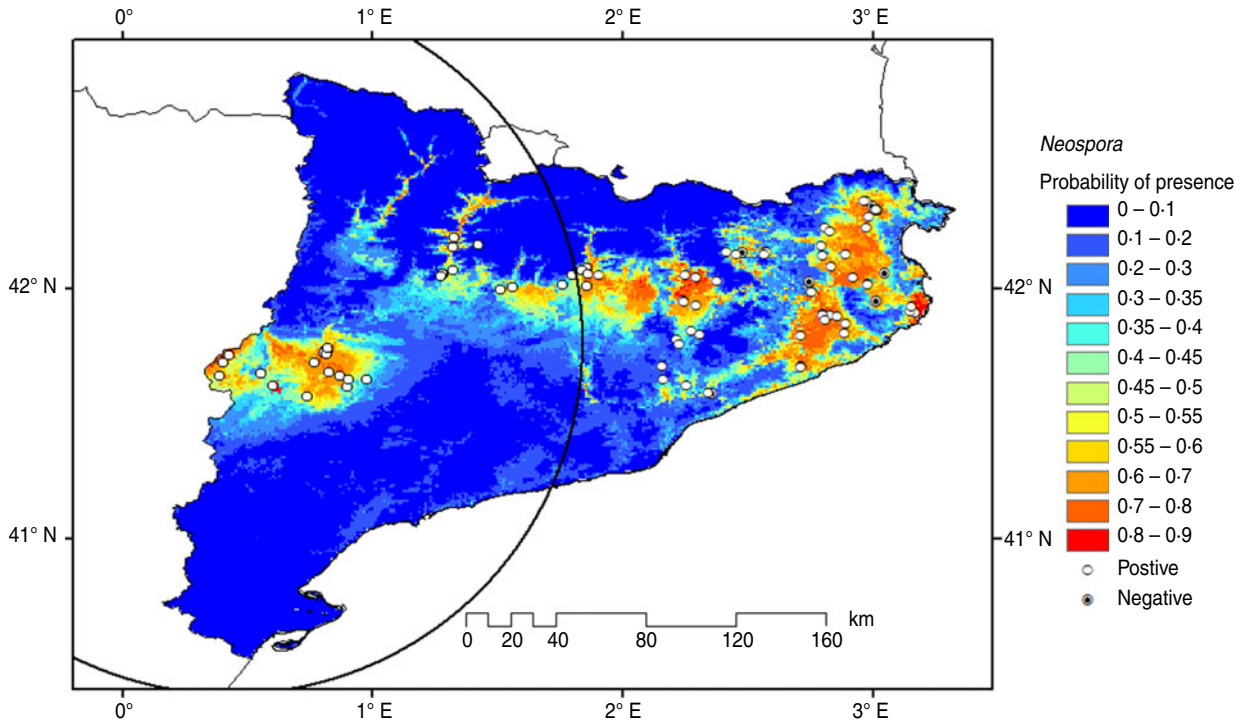 0° 1° E 2° E 3° E
42° N
41° N
42° N
41° N
0° 1° E 2° E 3° E
km
0 20 40 80 120 160
Neospora
Probability of presence
0 – 0·1
0·1 – 0·2
0·2 – 0·3
0·3 – 0·35
0·35 – 0·4
0·4 – 0·45
0·45 – 0·5
0·5 – 0·55
0·55 – 0·6
0·6 – 0·7
0·7 – 0·8
0·8 – 0·9
Postive
Negative